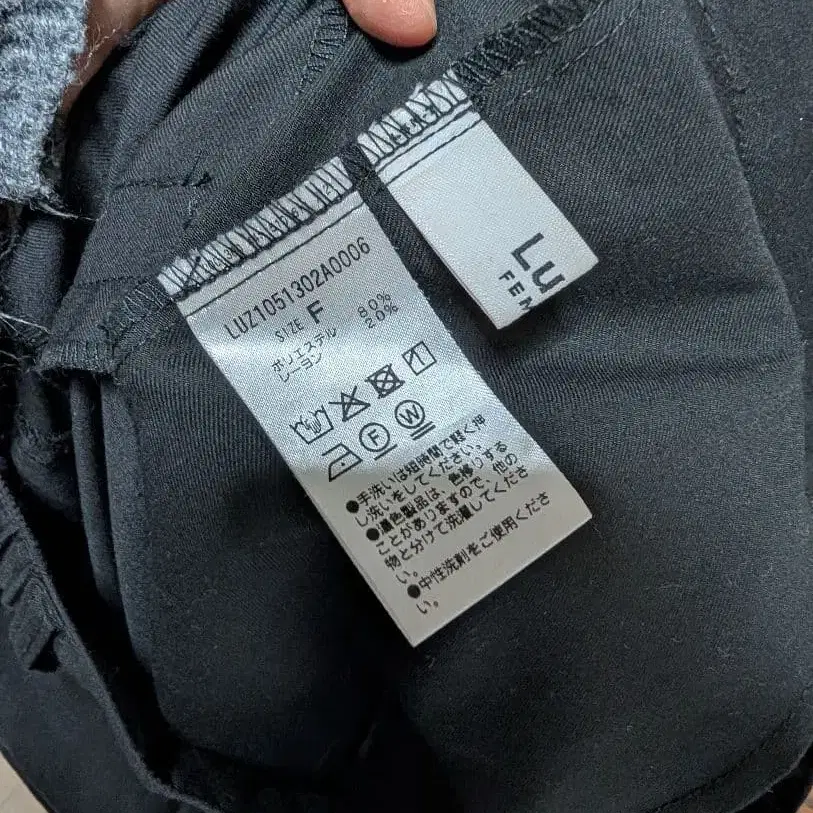 LUZ1051302A0006
SIZE F
ポリエステル 80%
レーヨン 20%
F W
●手洗いは短時間で軽く押
し洗いをしてください。
●濃色製品は、色移りする
ことがありますので、他の
物と分けて洗濯してくださ
い。
●中性洗剤をご使用くださ
い。
Lu
FEM